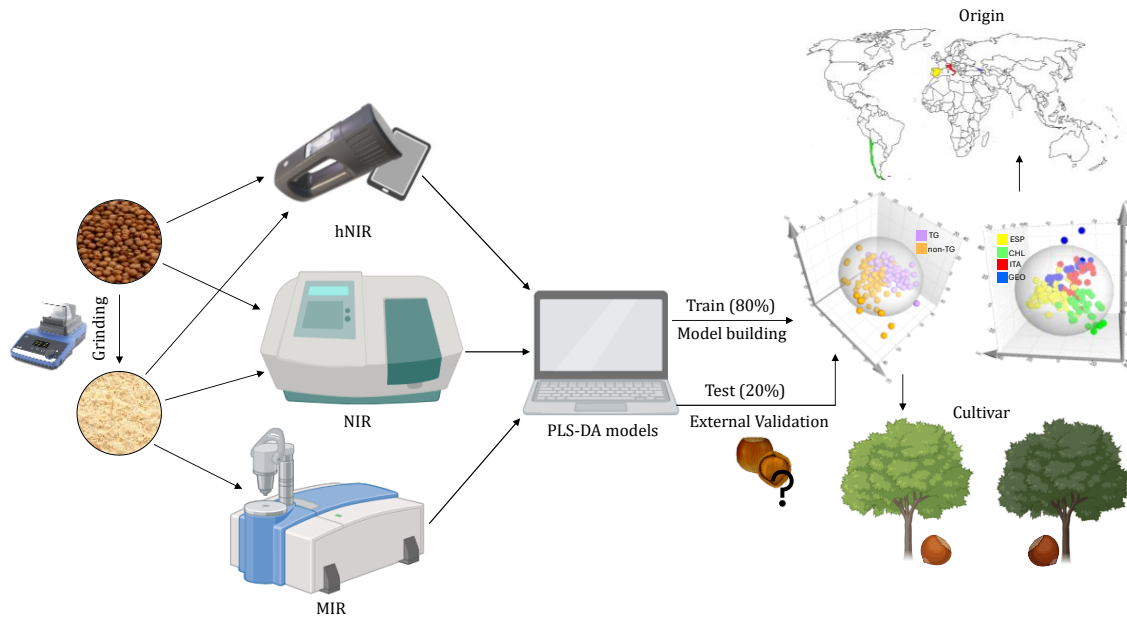 Origin
hNIR
Grinding
TG
non-TG
ESP
CHL
ITA
GEO
Train (80%)
Model building
NIR
Test (20%)
External Validation
PLS-DA models
Cultivar
?
MIR